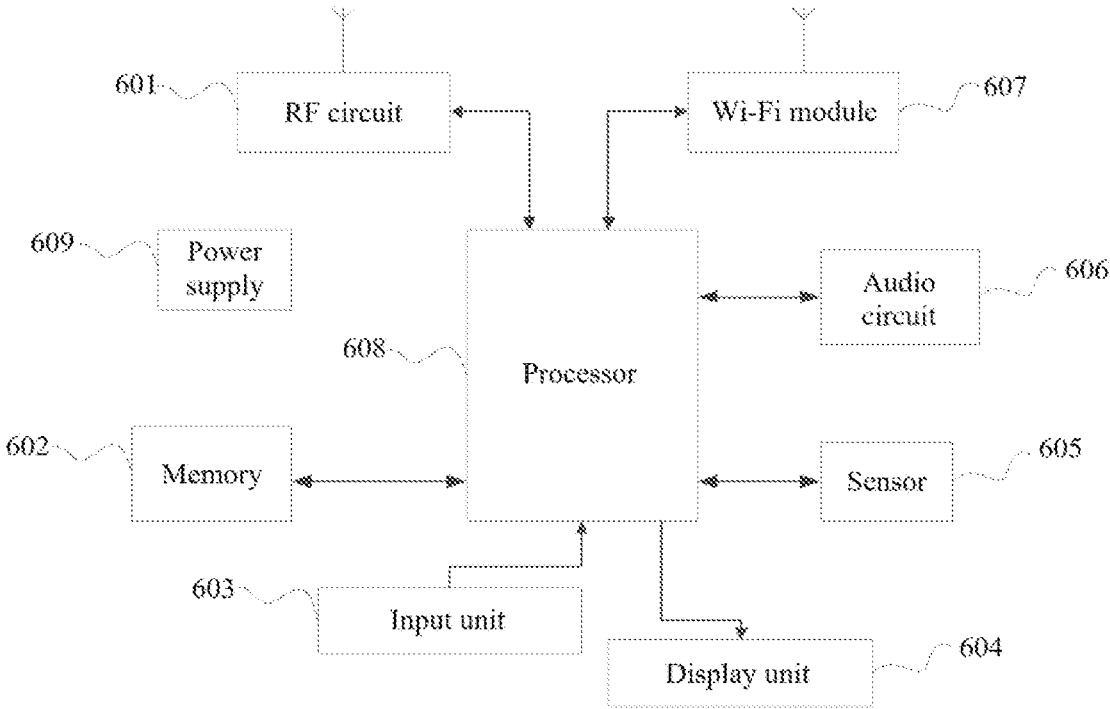 601
RF circuit
Wi-Fi module
607
609
Power
supply
Audio
circuit
606
608
Processor
602
Memory
Sensor
605
603
Input unit
Display unit
604